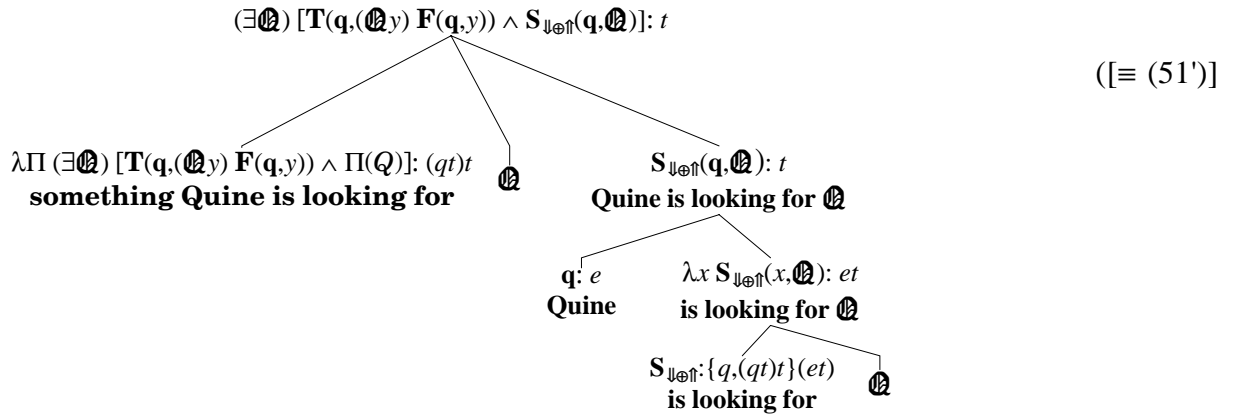 (∃𝕼) [T(q,(𝕼y) F(q,y)) ∧ S⇓⊕⇑(q,𝕼)]: t
([≡ (51')]
λΠ (∃𝕼) [T(q,(𝕼y) F(q,y)) ∧ Π(Q)]: (qt)t
something Quine is looking for
𝕼
S⇓⊕⇑(q,𝕼): t
Quine is looking for 𝕼
q: e
Quine
λx S⇓⊕⇑(x,𝕼): et
is looking for 𝕼
S⇓⊕⇑:{q,(qt)t}(et)
is looking for
𝕼